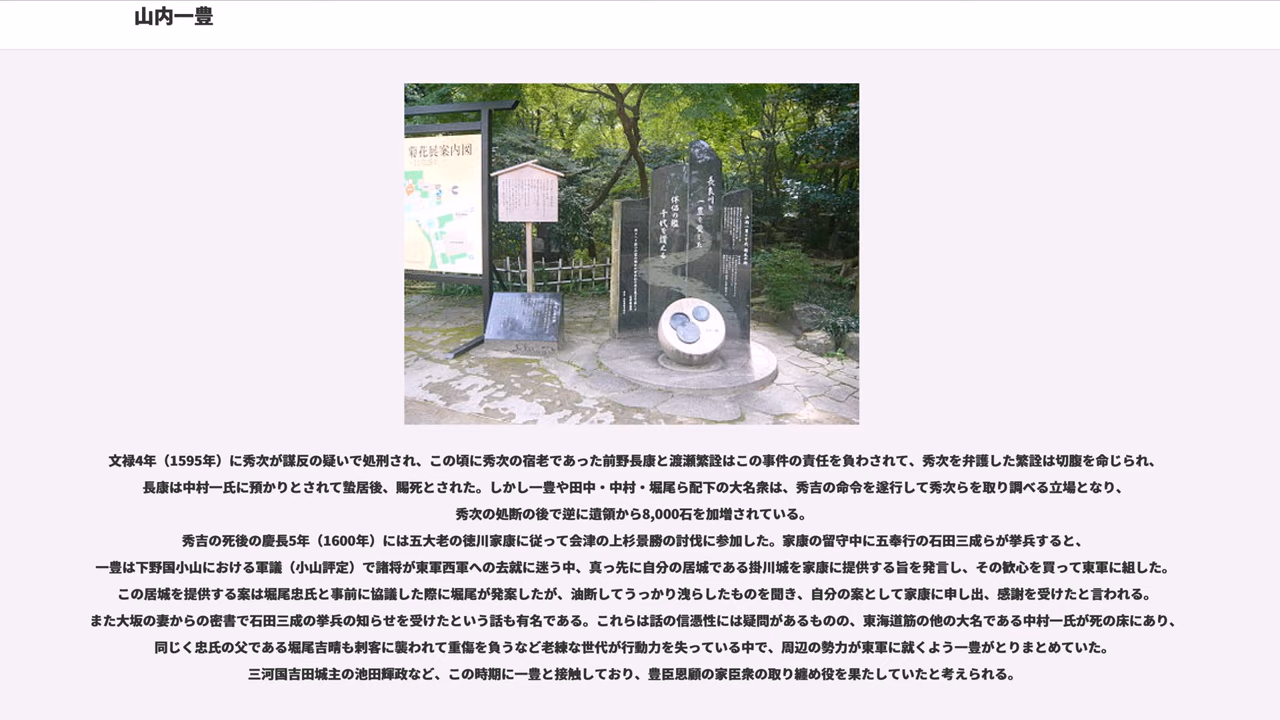 山内一豊
菊花展案内図
長良川と
一豊を愛した
伴侶の鑑
千代を讃える
文禄4年（1595年）に秀次が謀反の疑いで処刑され、この頃に秀次の宿老であった前野長康と渡瀬繁詮はこの事件の責任を負わされて、秀次を弁護した繁詮は切腹を命じられ、
長康は中村一氏に預かりとされて蟄居後、賜死とされた。しかし一豊や田中・中村・堀尾ら配下の大名衆は、秀吉の命令を遂行して秀次らを取り調べる立場となり、
秀次の処断の後で逆に遺領から8,000石を加増されている。
秀吉の死後の慶長5年（1600年）には五大老の徳川家康に従って会津の上杉景勝の討伐に参加した。家康の留守中に五奉行の石田三成らが挙兵すると、
一豊は下野国小山における軍議（小山評定）で諸将が東軍西軍への去就に迷う中、真っ先に自分の居城である掛川城を家康に提供する旨を発言し、その歓心を買って東軍に組した。
この居城を提供する案は堀尾忠氏と事前に協議した際に堀尾が発案したが、油断してうっかり洩らしたものを聞き、自分の案として家康に申し出、感謝を受けたと言われる。
また大坂の妻からの密書で石田三成の挙兵の知らせを受けたという話も有名である。これらは話の信憑性には疑問があるものの、東海道筋の他の大名である中村一氏が死の床にあり、
同じく忠氏の父である堀尾吉晴も刺客に襲われて重傷を負うなど老練な世代が行動力を失っている中で、周辺の勢力が東軍に就くよう一豊がとりまとめていた。
三河国吉田城主の池田輝政など、この時期に一豊と接触しており、豊臣恩顧の家臣衆の取り纏め役を果たしていたと考えられる。